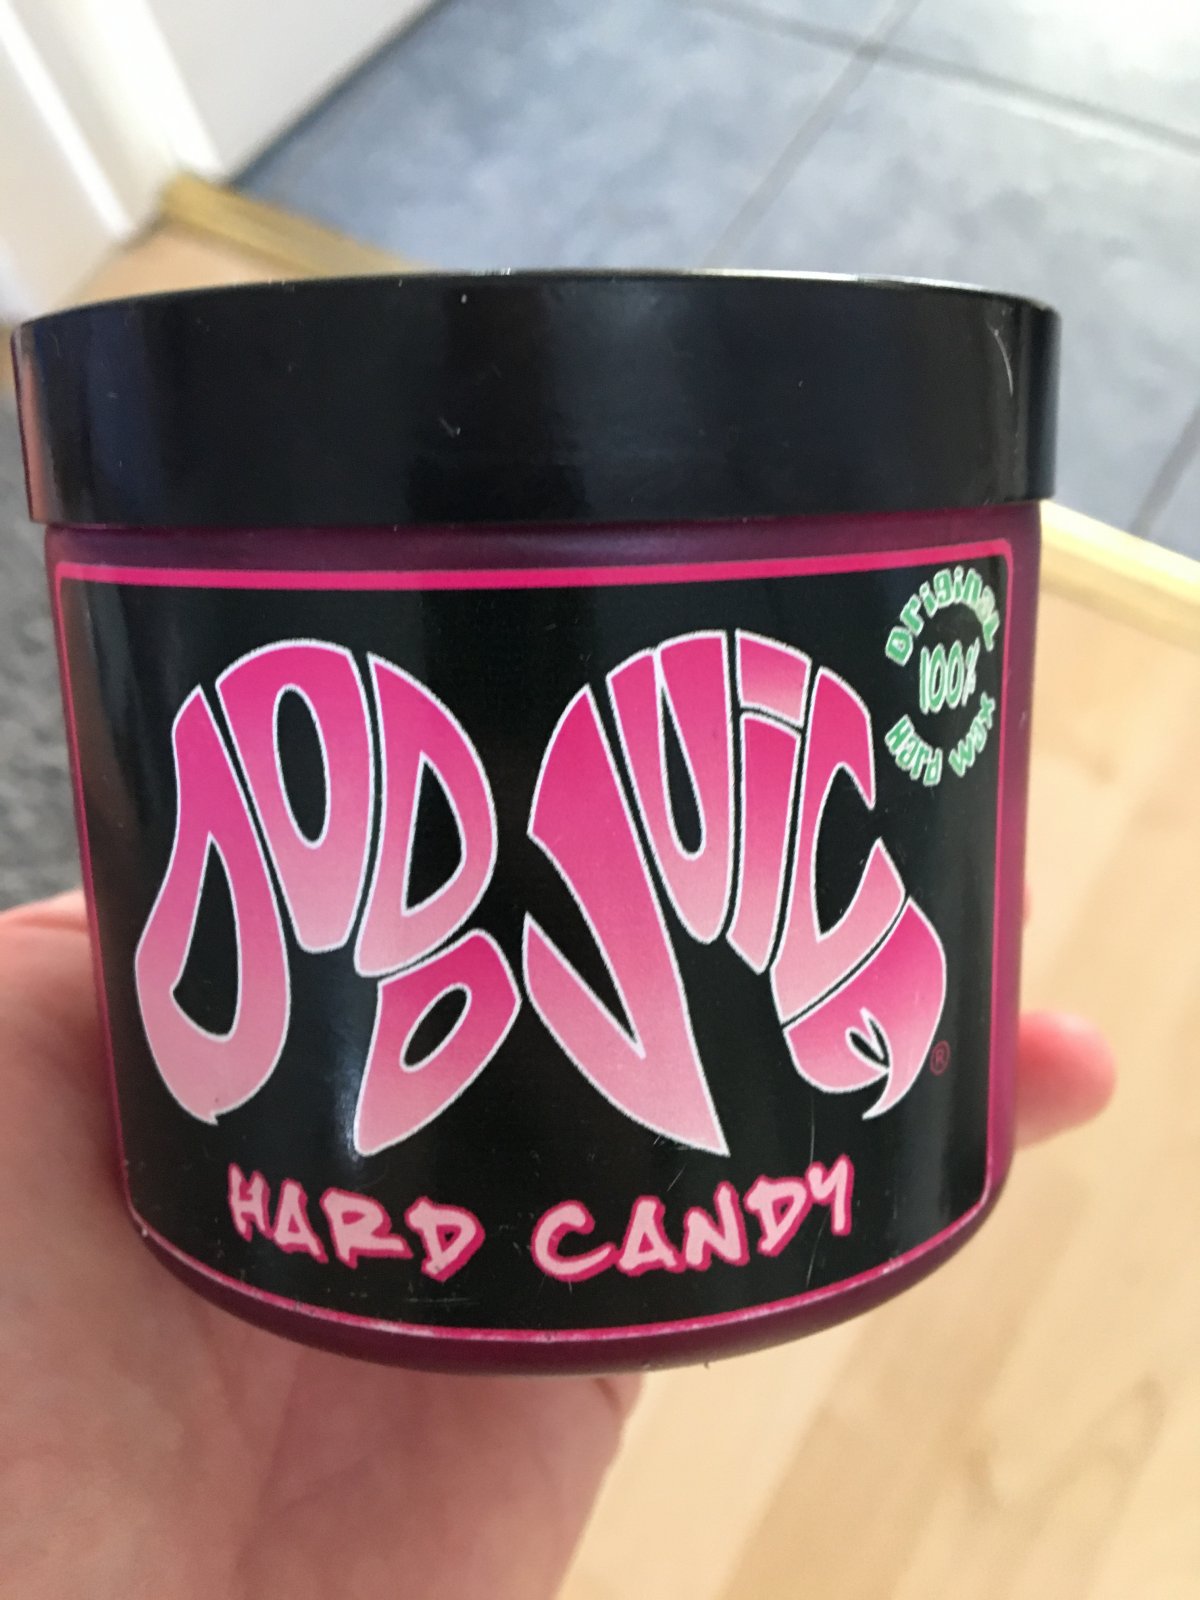 DODO JUICE
®
ORIGINAL
100%
HARD WAX
HARD CANDY